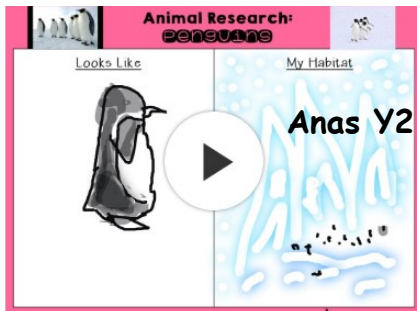 Animal Research:
Penguins
Looks Like
My Habitat
Anas Y2